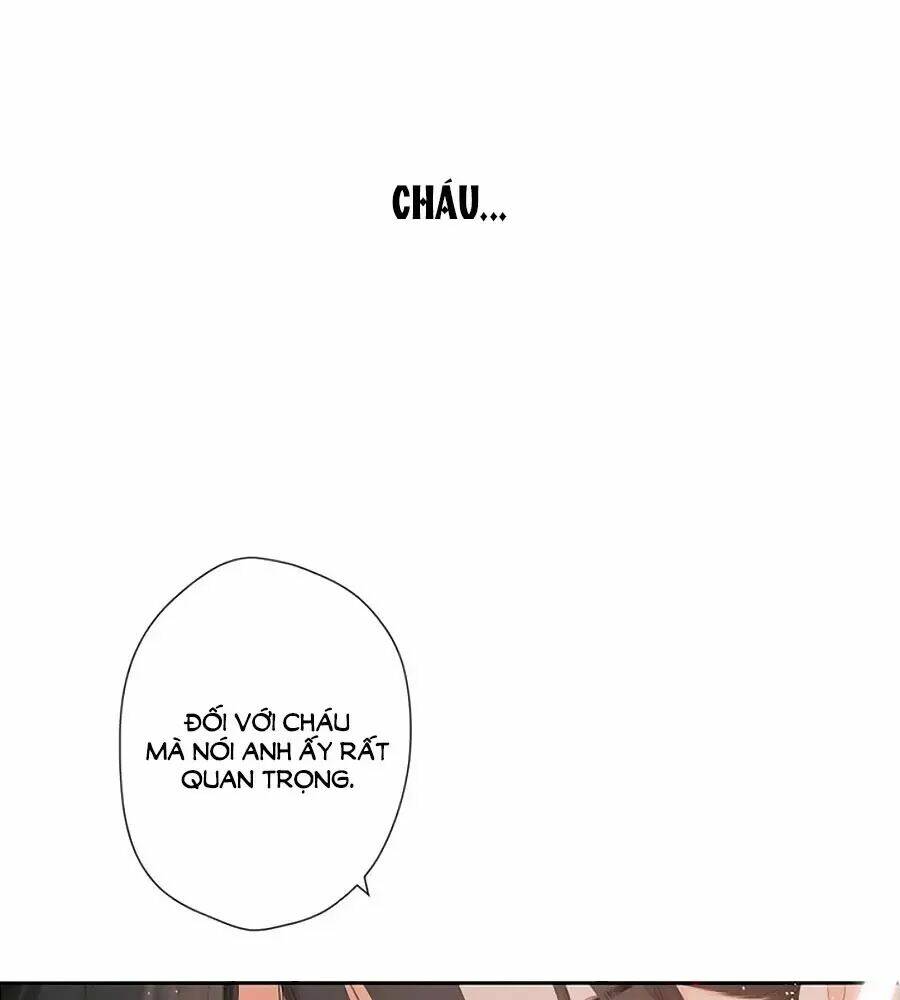 CHÁU...
ĐỐI VỚI CHÁU
MÀ NÓI ANH ẤY RẤT
QUAN TRỌNG.